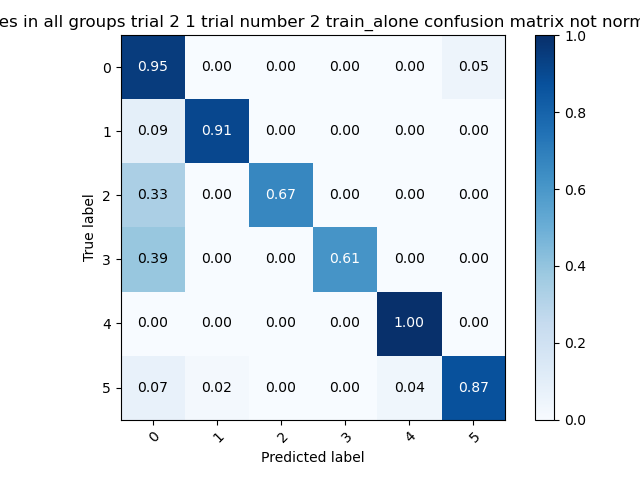 es in all groups trial 2 1 trial number 2 train_alone confusion matrix not norm
True label
0 0.95 0.00 0.00 0.00 0.00 0.05
1 0.09 0.91 0.00 0.00 0.00 0.00
2 0.33 0.00 0.67 0.00 0.00 0.00
3 0.39 0.00 0.00 0.61 0.00 0.00
4 0.00 0.00 0.00 0.00 1.00 0.00
5 0.07 0.02 0.00 0.00 0.04 0.87
0 1 2 3 4 5
Predicted label
1.0
0.8
0.6
0.4
0.2
0.0